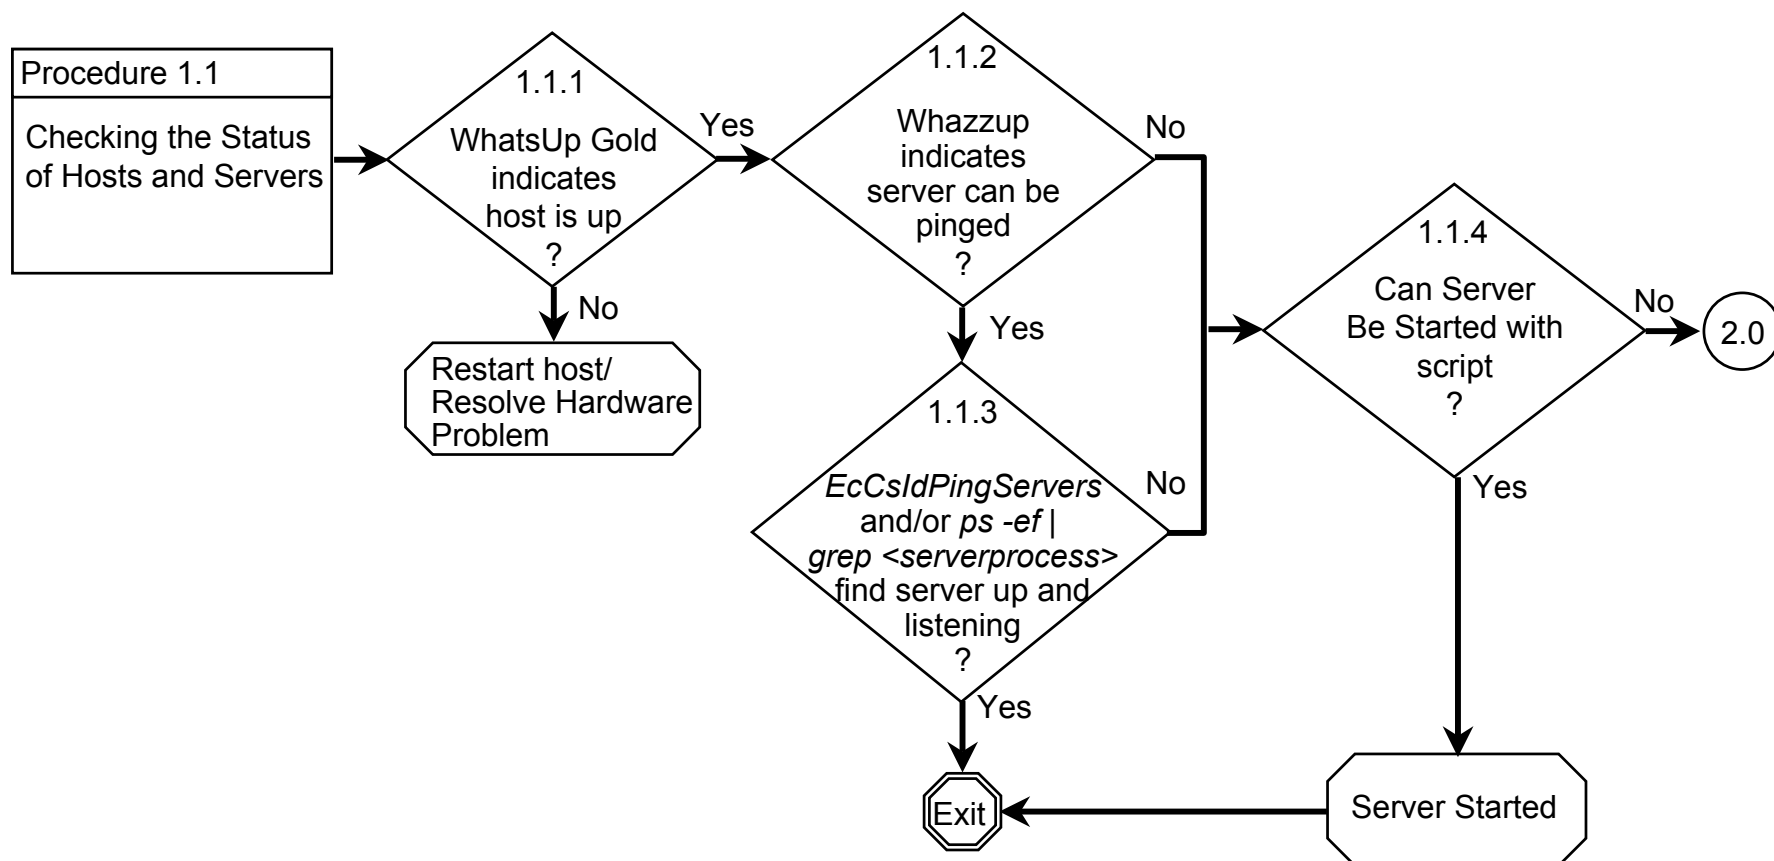 Procedure 1.1
Checking the Status
of Hosts and Servers
1.1.1
WhatsUp Gold
indicates
host is up
?
Yes
No
Restart host/
Resolve Hardware
Problem
1.1.2
Whazzup
indicates
server can be
pinged
?
No
Yes
1.1.3
EcCsIdPingServers
and/or ps -ef |
grep <serverprocess>
find server up and
listening
?
No
Yes
Exit
1.1.4
Can Server
Be Started with
script
?
No
2.0
Yes
Server Started